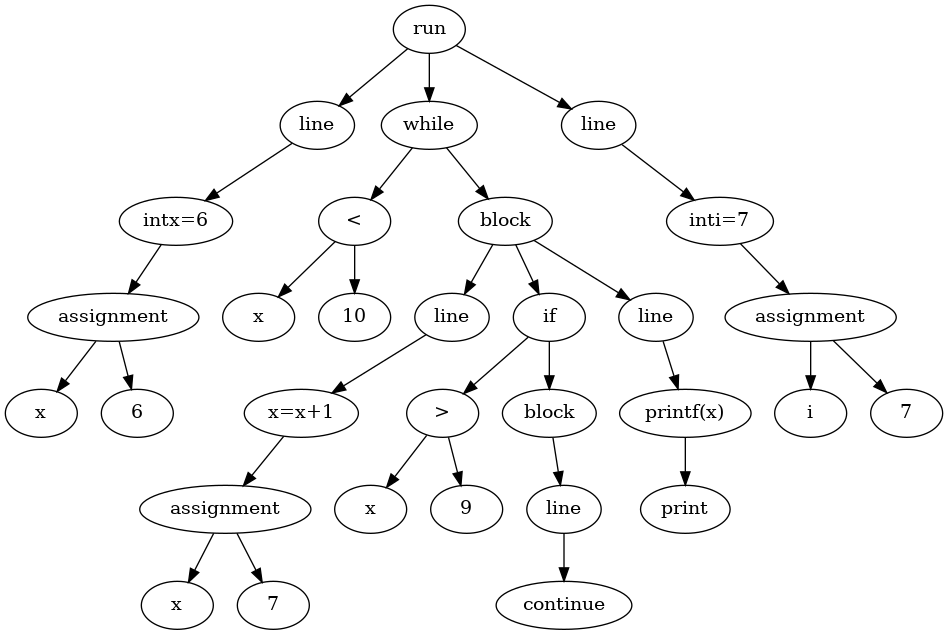 run
line
while
line
intx=6
<
block
inti=7
assignment
x
10
line
if
line
assignment
x
6
x=x+1
>
block
printf(x)
i
7
assignment
x
9
line
print
x
7
continue